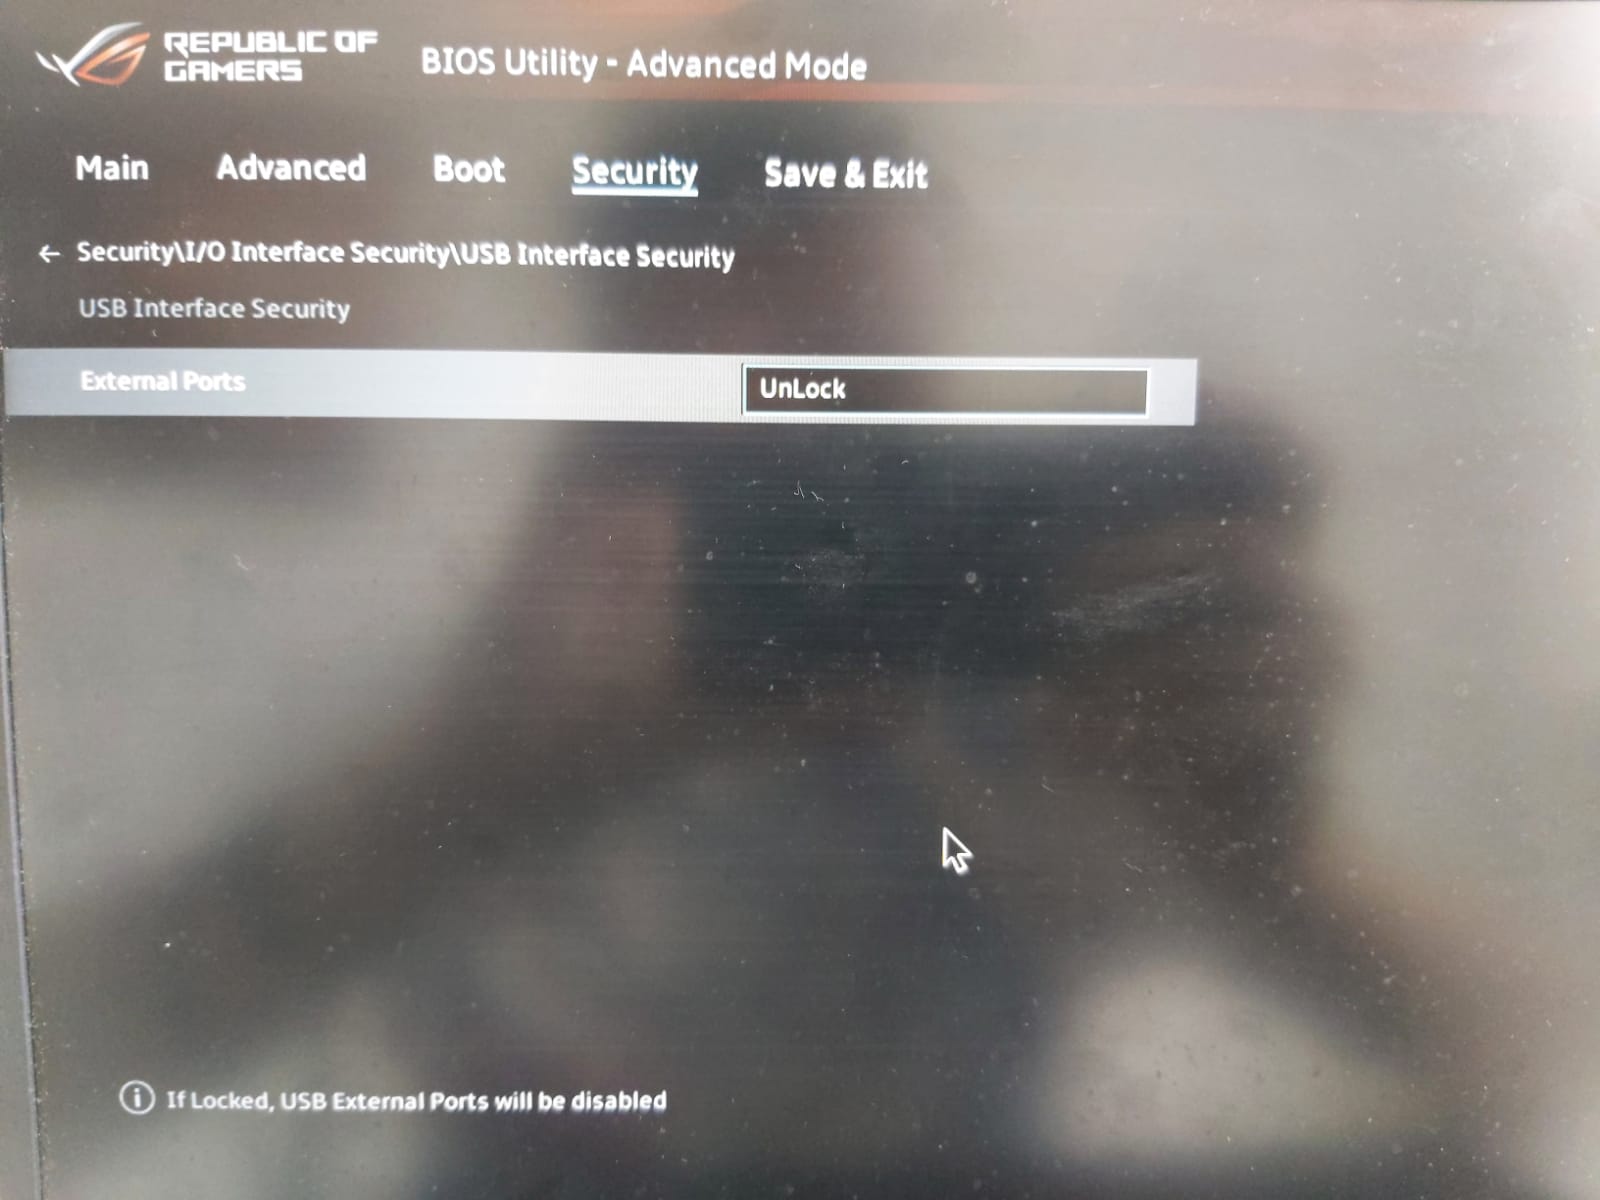 REPUBLIC OF
GAMERS
BIOS Utility - Advanced Mode
Main Advanced Boot Security Save & Exit
Security\I/O Interface Security\USB Interface Security
USB Interface Security
External Ports UnLock
If Locked, USB External Ports will be disabled